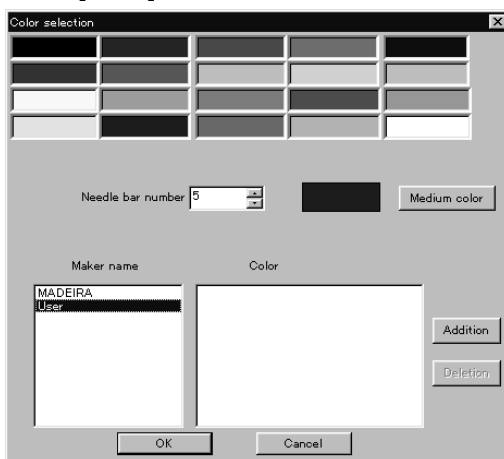 Color selection
Needle bar number 5
Medium color
Maker name
Color
MADEIRA
User
Addition
Deletion
OK
Cancel